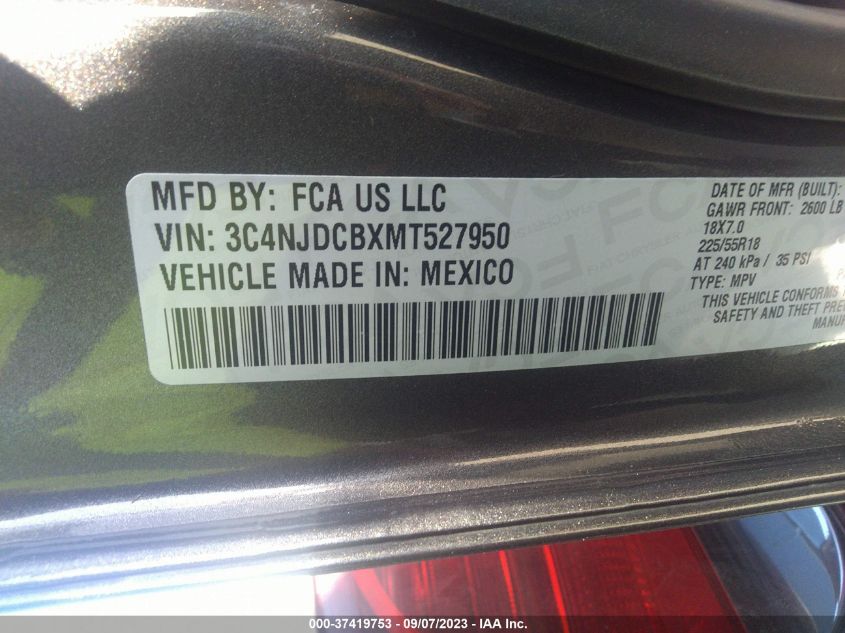 MFD BY: FCA US LLC
VIN: 3C4NJDCBXMT527950
VEHICLE MADE IN: MEXICO
DATE OF MFR (BUILT):
GAWR FRONT: 2600 LB
18X7.0
225/55R18
AT 240 kPa / 35 PSI
TYPE: MPV
THIS VEHICLE CONFORMS
SAFETY AND THEFT
000-37419753 - 09/07/2023 - IAA Inc.